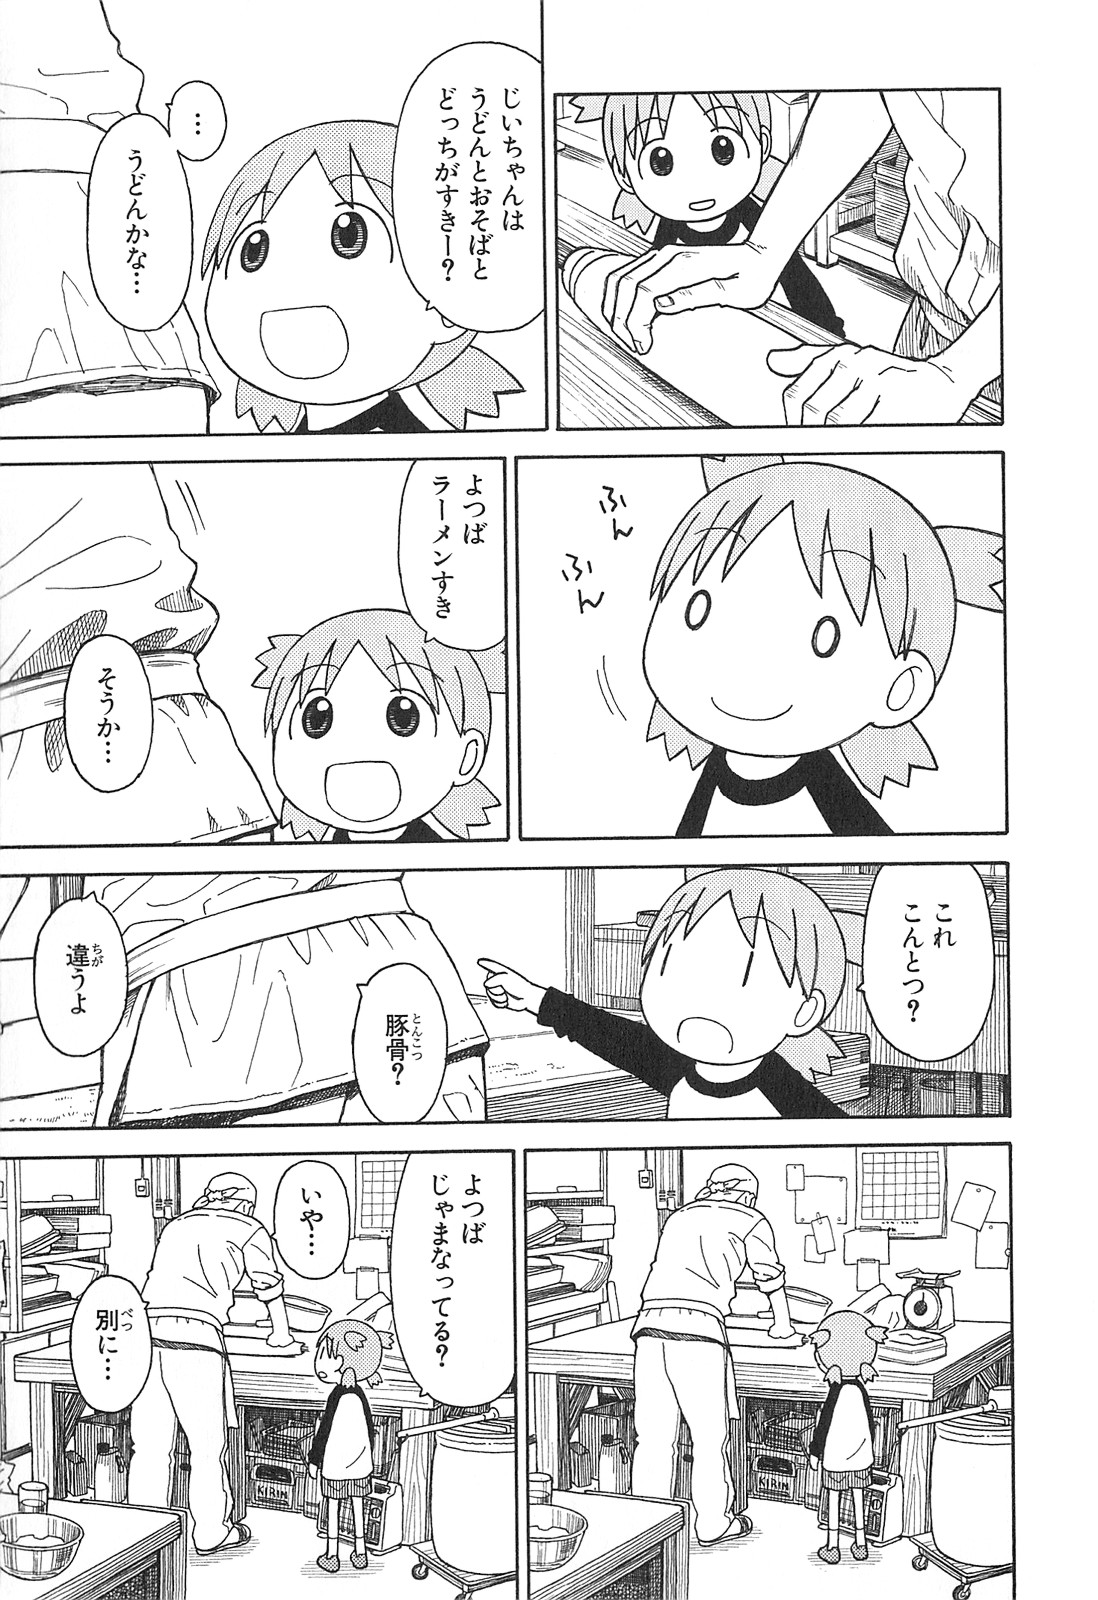 じいちゃんは
うどんとおそばと
どっちがすきー？
…
うどんかな…
ふん
ふん
よつば
ラーメンすき
そうか…
これ
こんとつ？
豚骨？
とんこつ
違うよ
ちが
よつば
じゃまなってる？
いや…
別に…
べつ
KIRIN
KIRIN